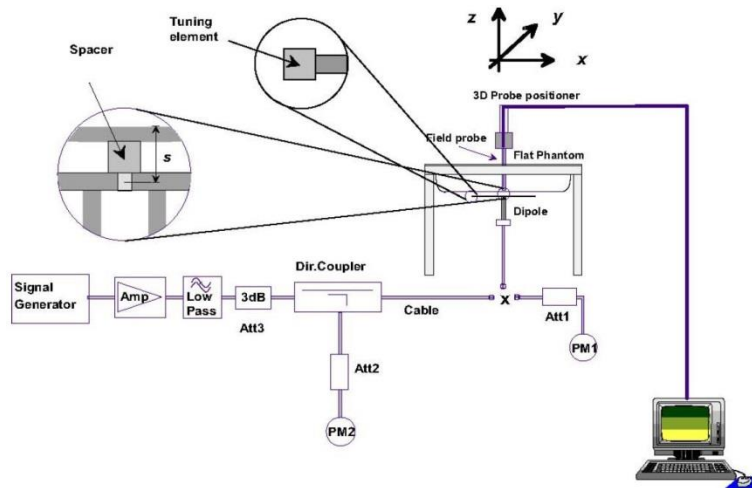 Tuning
element
Spacer
s
z
y
x
3D Probe positioner
Field probe
Flat Phantom
Dipole
Signal
Generator
Amp
Low
Pass
3dB
Att3
Dir.Coupler
Cable
x
Att1
PM1
Att2
PM2